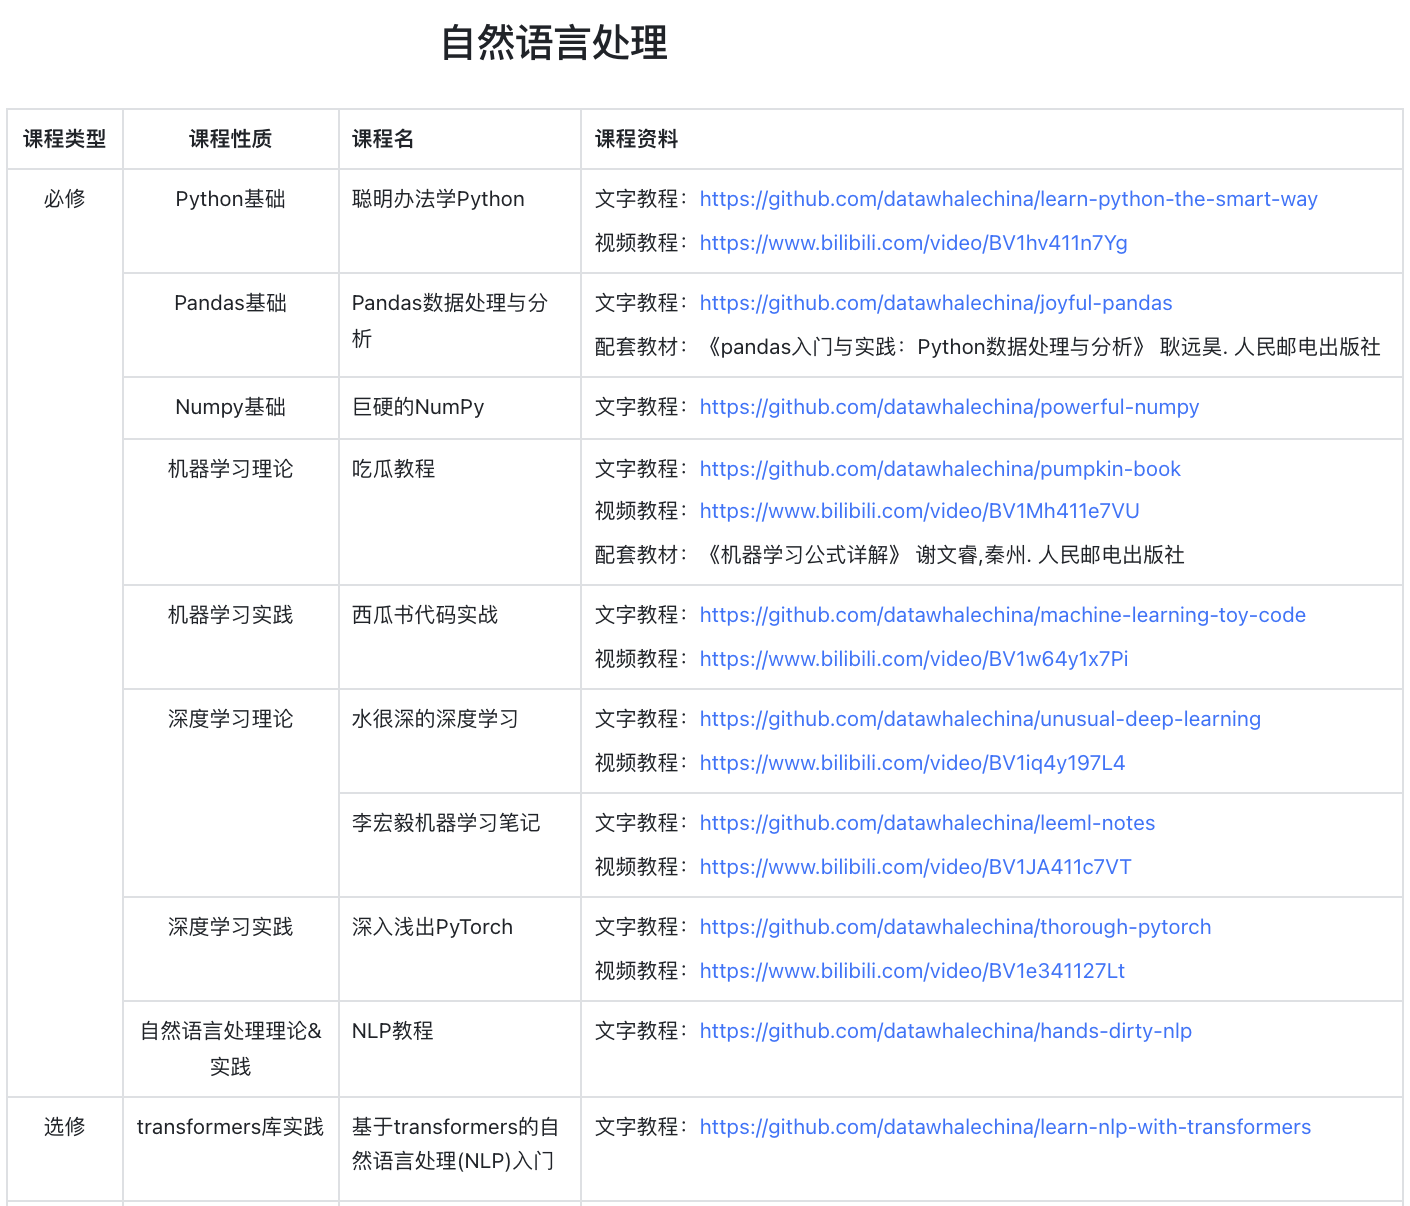 自然语言处理
课程类型 课程性质 课程名 课程资料
必修 Python基础 聪明办法学Python 文字教程：https://github.com/datawhalechina/learn-python-the-smart-way
视频教程：https://www.bilibili.com/video/BV1hv411n7Yg
Pandas基础 Pandas数据处理与分 文字教程：https://github.com/datawhalechina/joyful-pandas
析 配套教材：《pandas入门与实践：Python数据处理与分析》 耿远昊. 人民邮电出版社
Numpy基础 巨硬的NumPy 文字教程：https://github.com/datawhalechina/powerful-numpy
机器学习理论 吃瓜教程 文字教程：https://github.com/datawhalechina/pumpkin-book
视频教程：https://www.bilibili.com/video/BV1Mh411e7VU
配套教材：《机器学习公式详解》 谢文睿,秦州. 人民邮电出版社
机器学习实践 西瓜书代码实战 文字教程：https://github.com/datawhalechina/machine-learning-toy-code
视频教程：https://www.bilibili.com/video/BV1w64y1x7Pi
深度学习理论 水很深的深度学习 文字教程：https://github.com/datawhalechina/unusual-deep-learning
视频教程：https://www.bilibili.com/video/BV1iq4y197L4
李宏毅机器学习笔记 文字教程：https://github.com/datawhalechina/leeml-notes
视频教程：https://www.bilibili.com/video/BV1JA411c7VT
深度学习实践 深入浅出PyTorch 文字教程：https://github.com/datawhalechina/thorough-pytorch
视频教程：https://www.bilibili.com/video/BV1e341127Lt
自然语言处理理论& NLP教程 文字教程：https://github.com/datawhalechina/hands-dirty-nlp
实践
选修 transformers库实践 基于transformers的自 文字教程：https://github.com/datawhalechina/learn-nlp-with-transformers
然语言处理(NLP)入门